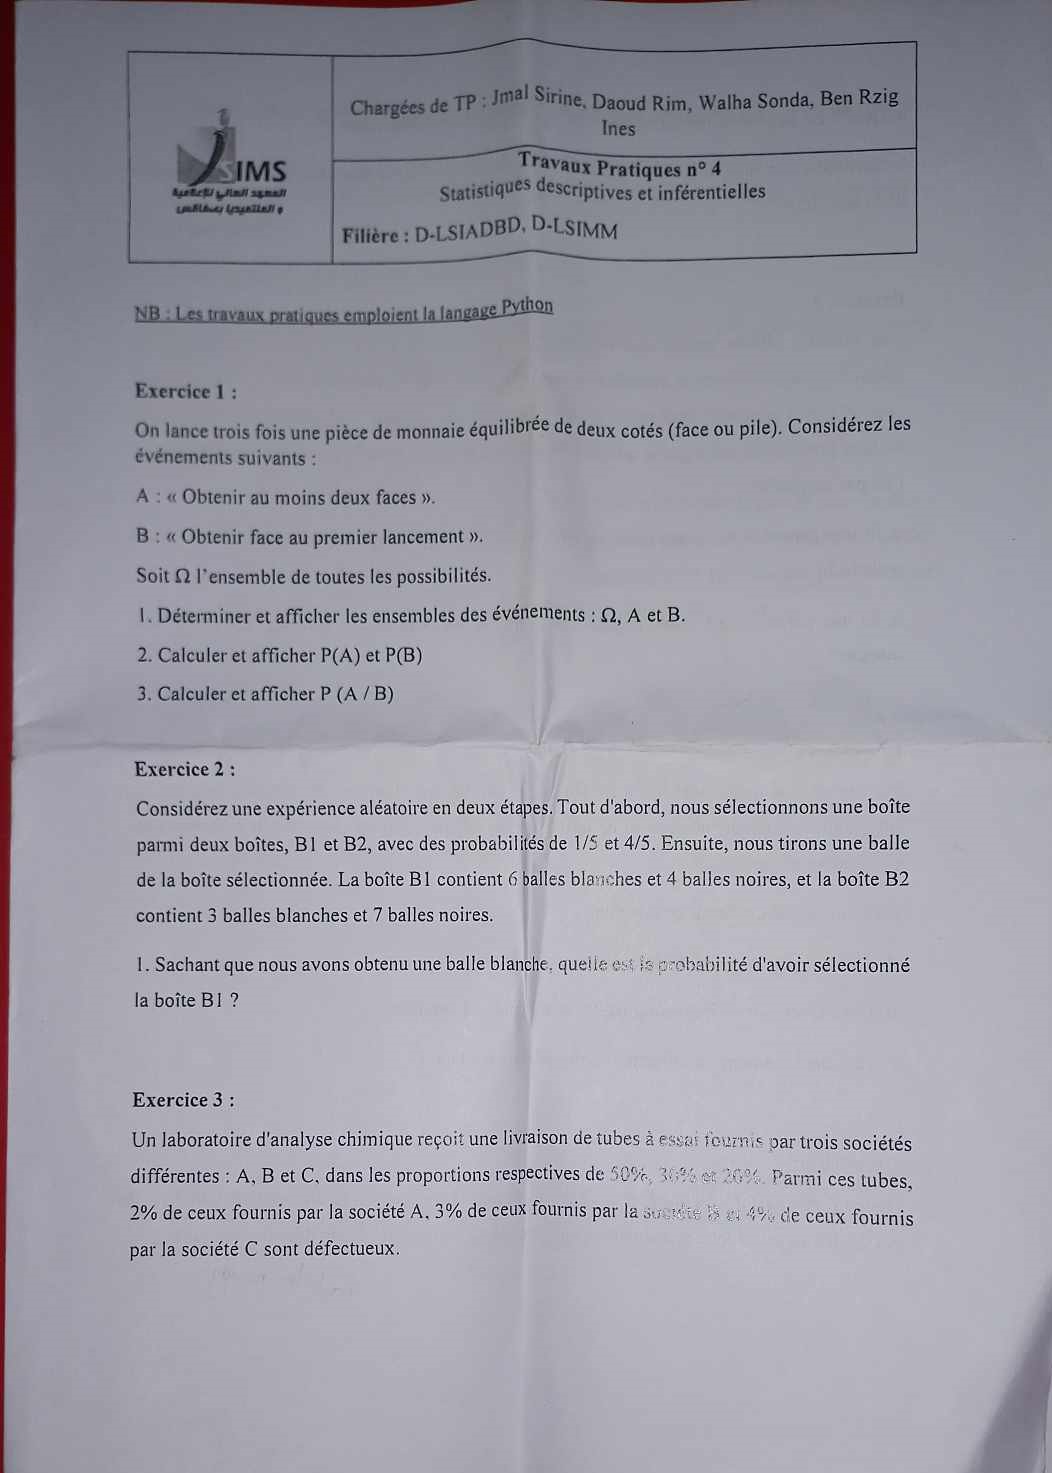 Chargées de TP : Jmal Sirine, Daoud Rim, Walha Sonda, Ben Rzig
Ines
SIMS
المعهد العالي للإعلامية
و الملتميديا بصفاقس
Travaux Pratiques n° 4
Statistiques descriptives et inférentielles
Filière : D-LSIADBD, D-LSIMM
NB : Les travaux pratiques emploient la langage Python
Exercice 1 :
On lance trois fois une pièce de monnaie équilibrée de deux cotés (face ou pile). Considérez les
événements suivants :
A : « Obtenir au moins deux faces ».
B : « Obtenir face au premier lancement ».
Soit Ω l'ensemble de toutes les possibilités.
1. Déterminer et afficher les ensembles des événements : Ω, A et B.
2. Calculer et afficher P(A) et P(B)
3. Calculer et afficher P (A / B)
Exercice 2 :
Considérez une expérience aléatoire en deux étapes. Tout d'abord, nous sélectionnons une boîte
parmi deux boîtes, B1 et B2, avec des probabilités de 1/5 et 4/5. Ensuite, nous tirons une balle
de la boîte sélectionnée. La boîte B1 contient 6 balles blanches et 4 balles noires, et la boîte B2
contient 3 balles blanches et 7 balles noires.
1. Sachant que nous avons obtenu une balle blanche, quelle est la probabilité d'avoir sélectionné
la boîte B1 ?
Exercice 3 :
Un laboratoire d'analyse chimique reçoit une livraison de tubes à essai fournis par trois sociétés
différentes : A, B et C, dans les proportions respectives de 50%, 30% et 20%. Parmi ces tubes,
2% de ceux fournis par la société A, 3% de ceux fournis par la société B et 4% de ceux fournis
par la société C sont défectueux.